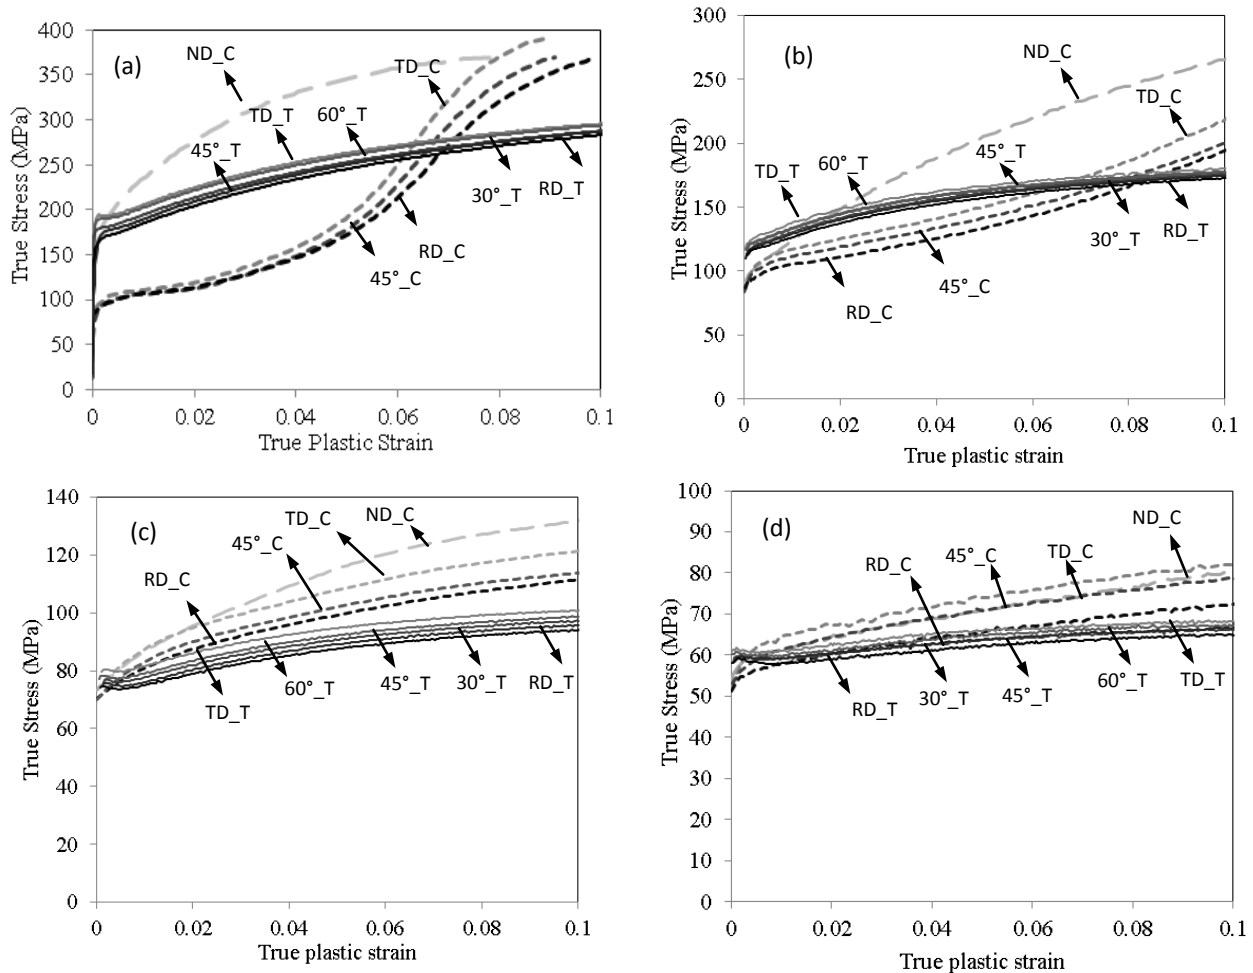 (a)
True Stress (MPa)
400
350
300
250
200
150
100
50
0
ND_C
TD_C
TD_T
60°_T
45°_T
30°_T
RD_T
RD_C
45°_C
0 0.02 0.04 0.06 0.08 0.1
True Plastic Strain
(b)
True Stress (MPa)
300
250
200
150
100
50
0
ND_C
TD_C
TD_T
60°_T
45°_T
30°_T
RD_T
RD_C
45°_C
0 0.02 0.04 0.06 0.08 0.1
True plastic strain
(c)
True Stress (MPa)
140
120
100
80
60
40
20
0
TD_C
ND_C
45°_C
RD_C
TD_T
60°_T
45°_T
30°_T
RD_T
0 0.02 0.04 0.06 0.08 0.1
True plastic strain
(d)
True Stress (MPa)
100
90
80
70
60
50
40
30
20
10
0
ND_C
RD_C
45°_C
TD_C
RD_T
30°_T
45°_T
60°_T
TD_T
0 0.02 0.04 0.06 0.08 0.1
True plastic strain